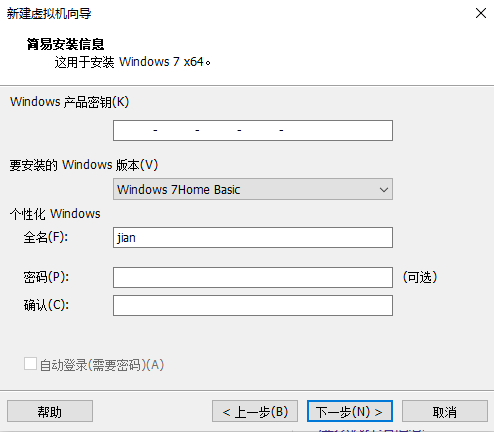 新建虚拟机向导
简易安装信息
这用于安装 Windows 7 x64。
Windows 产品密钥(K)
- - - -
要安装的 Windows 版本(V)
Windows 7Home Basic
个性化 Windows
全名(F): jian
密码(P): (可选)
确认(C):
自动登录(需要密码)(A)
帮助 < 上一步(B) 下一步(N) > 取消